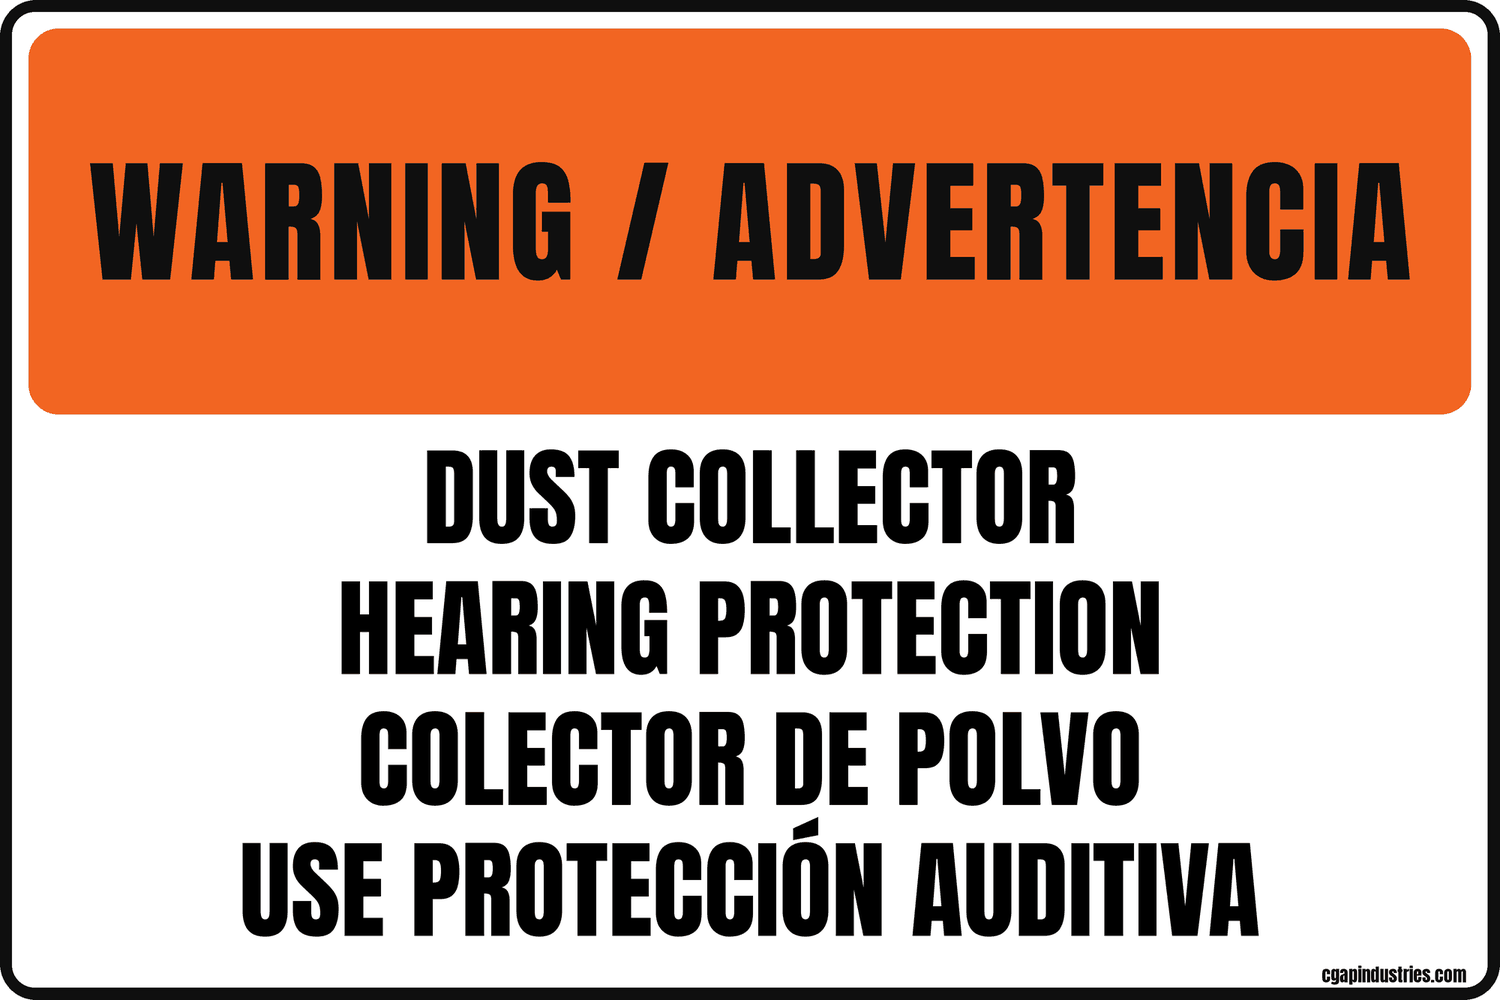 WARNING / ADVERTENCIA
DUST COLLECTOR
HEARING PROTECTION
COLECTOR DE POLVO
USE PROTECCIÓN AUDITIVA
cgapindustries.com